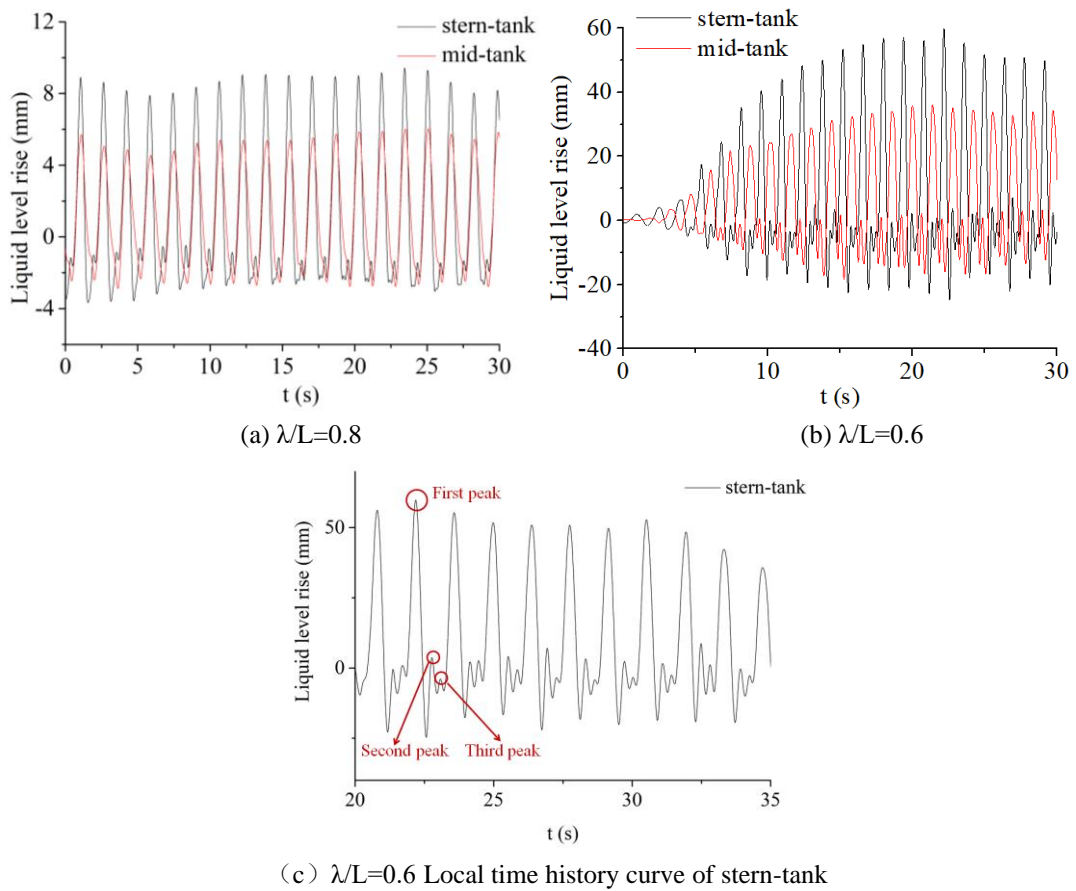 stern-tank
mid-tank
Liquid level rise (mm)
12
8
4
0
-4
0 5 10 15 20 25 30
t (s)
(a) λ/L=0.8
stern-tank
mid-tank
Liquid level rise (mm)
60
40
20
0
-20
-40
0 10 20 30
t (s)
(b) λ/L=0.6
stern-tank
First peak
Liquid level rise (mm)
50
0
Second peak
Third peak
20 25 30 35
t (s)
（c）λ/L=0.6 Local time history curve of stern-tank